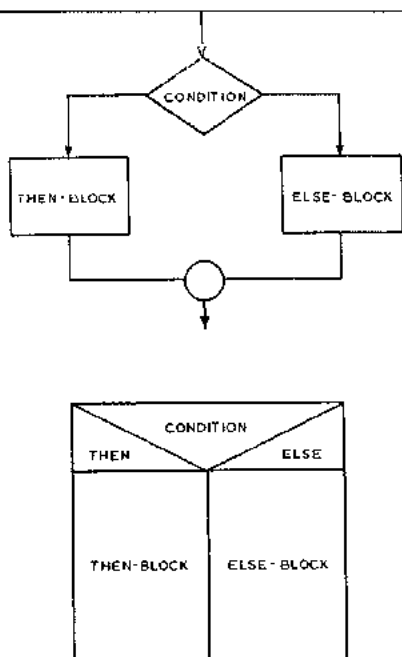 CONDITION
THEN-BLOCK
ELSE-BLOCK
CONDITION
THEN
ELSE
THEN-BLOCK
ELSE-BLOCK